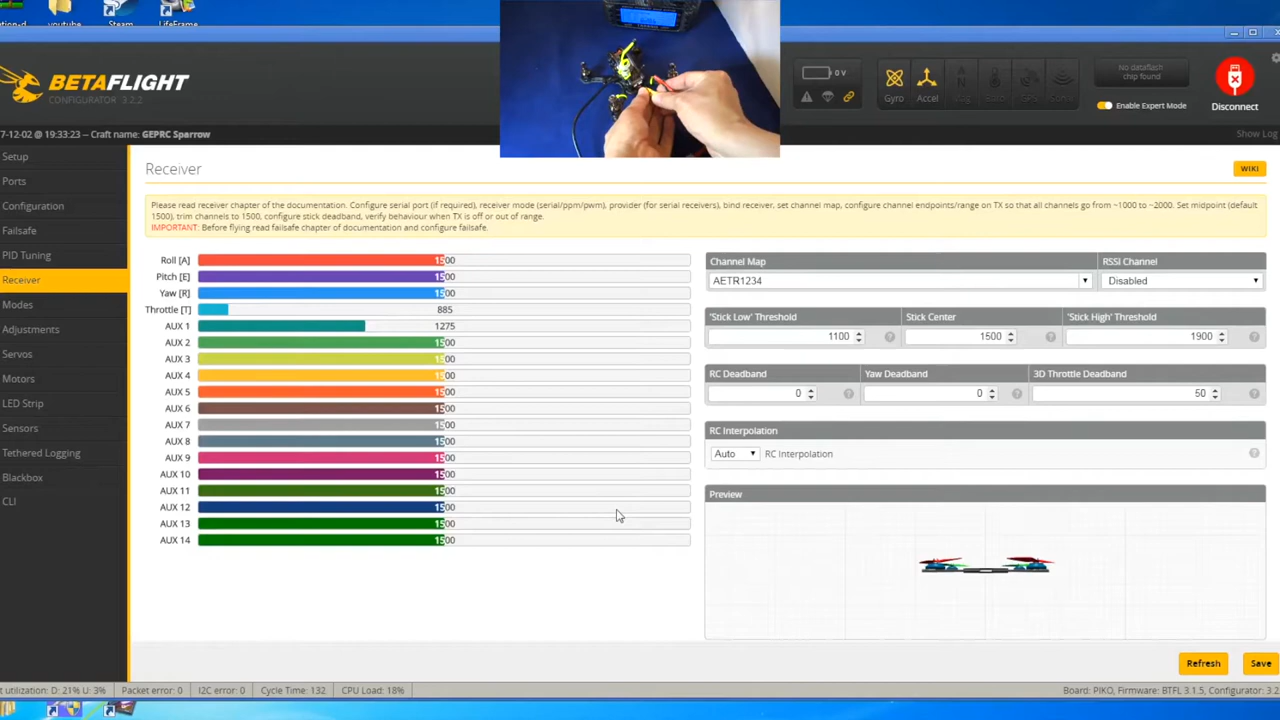 youtube
Steam
LifeFrame
BETAFLIGHT
CONFIGURATOR 3.2.2
0 V
Gyro
Accel
No dataflash
chip found
Enable Expert Mode
Disconnect
7-12-02 @ 19:33:23 -- Craft name: GEPRC Sparrow
Show Log
Setup
Ports
Configuration
Failsafe
PID Tuning
Receiver
Modes
Adjustments
Servos
Motors
LED Strip
Sensors
Tethered Logging
Blackbox
CLI
Receiver
WIKI
Please read receiver chapter of the documentation. Configure serial port (if required), receiver mode (serial/ppm/pwm), provider (for serial receivers), bind receiver, set channel map, configure channel endpoints/range on TX so that all channels go from ~1000 to ~2000. Set midpoint (default
1500), trim channels to 1500, configure stick deadband, verify behaviour when TX is off or out of range.
IMPORTANT: Before flying read failsafe chapter of documentation and configure failsafe.
Roll [A] 1500
Pitch [E] 1500
Yaw [R] 1500
Throttle [T] 885
AUX 1 1275
AUX 2 1500
AUX 3 1500
AUX 4 1500
AUX 5 1500
AUX 6 1500
AUX 7 1500
AUX 8 1500
AUX 9 1500
AUX 10 1500
AUX 11 1500
AUX 12 1500
AUX 13 1500
AUX 14 1500
Channel Map RSSI Channel
AETR1234 Disabled
'Stick Low' Threshold Stick Center 'Stick High' Threshold
1100 1500 1900
RC Deadband Yaw Deadband 3D Throttle Deadband
0 0 50
RC Interpolation
Auto RC Interpolation
Preview
Refresh Save
t utilization: D: 21% U: 3% Packet error: 0 I2C error: 0 Cycle Time: 132 CPU Load: 18% Board: PIKO, Firmware: BTFL 3.1.5, Configurator: 3.2